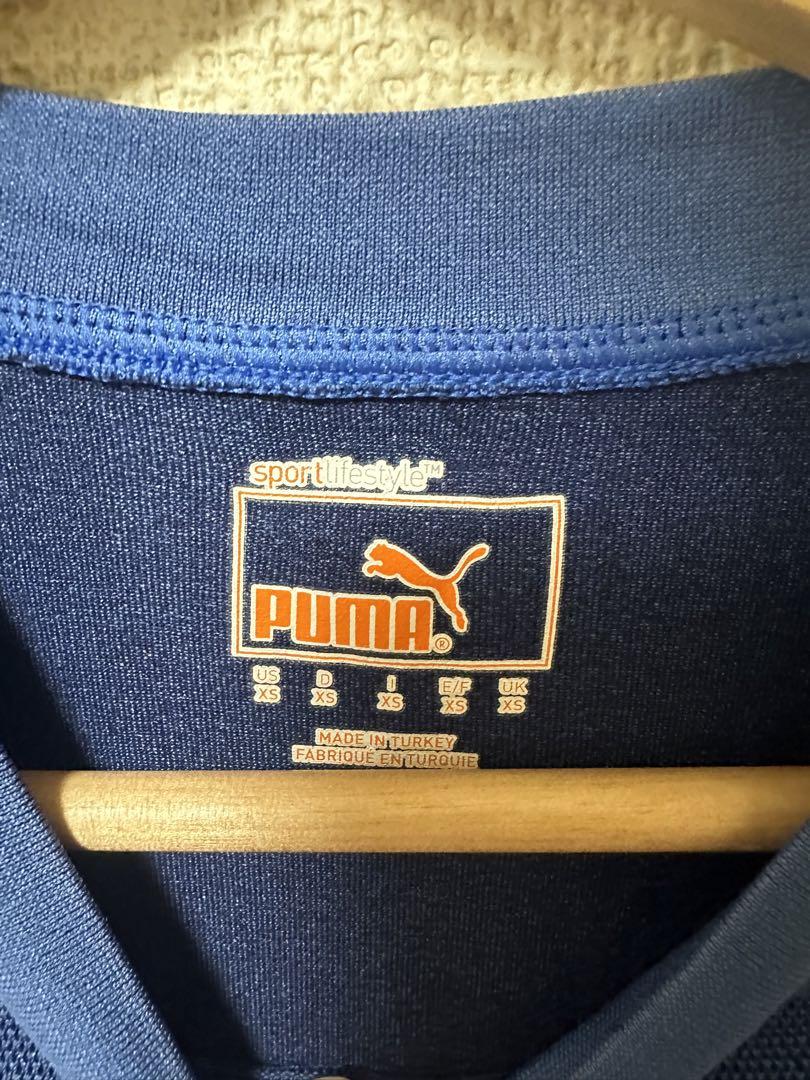 sportlifestyle™
PUMA®
US D I E/F UK
XS XS XS XS XS
MADE IN TURKEY
FABRIQUÉ EN TURQUIE